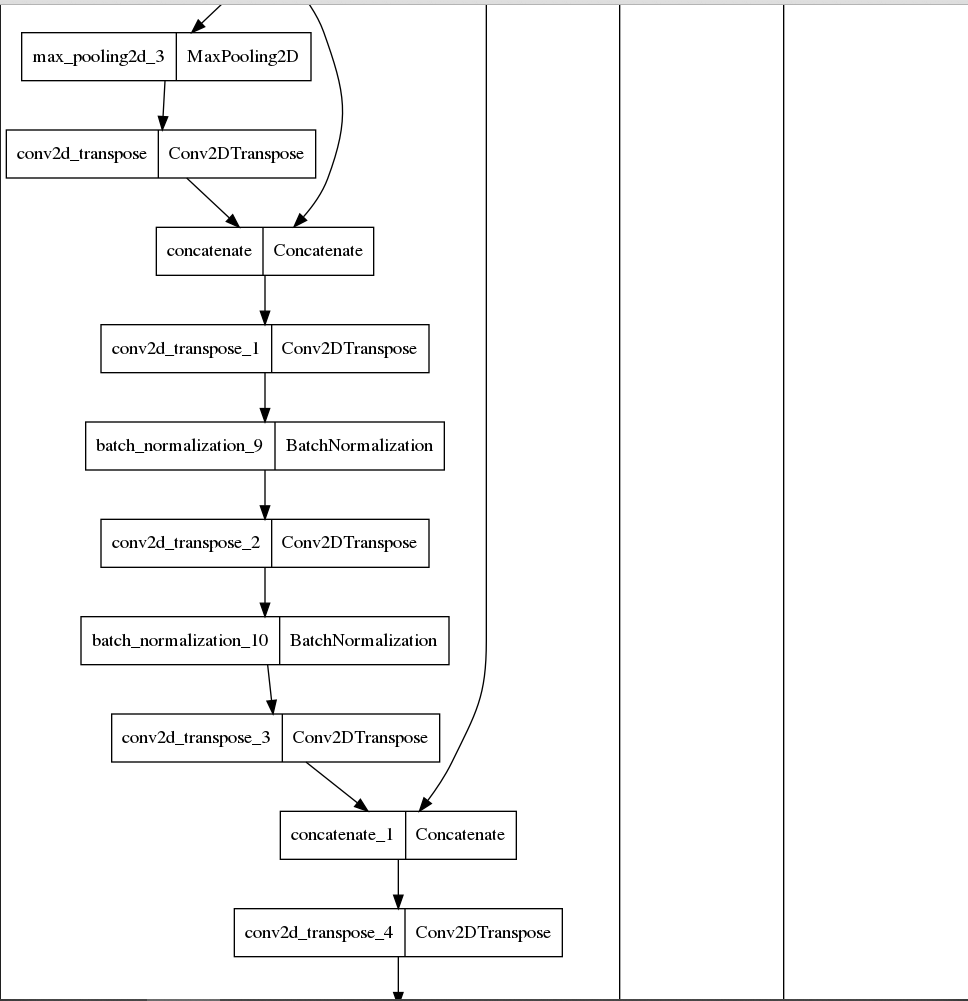 max_pooling2d_3 MaxPooling2D
conv2d_transpose Conv2DTranspose
concatenate Concatenate
conv2d_transpose_1 Conv2DTranspose
batch_normalization_9 BatchNormalization
conv2d_transpose_2 Conv2DTranspose
batch_normalization_10 BatchNormalization
conv2d_transpose_3 Conv2DTranspose
concatenate_1 Concatenate
conv2d_transpose_4 Conv2DTranspose